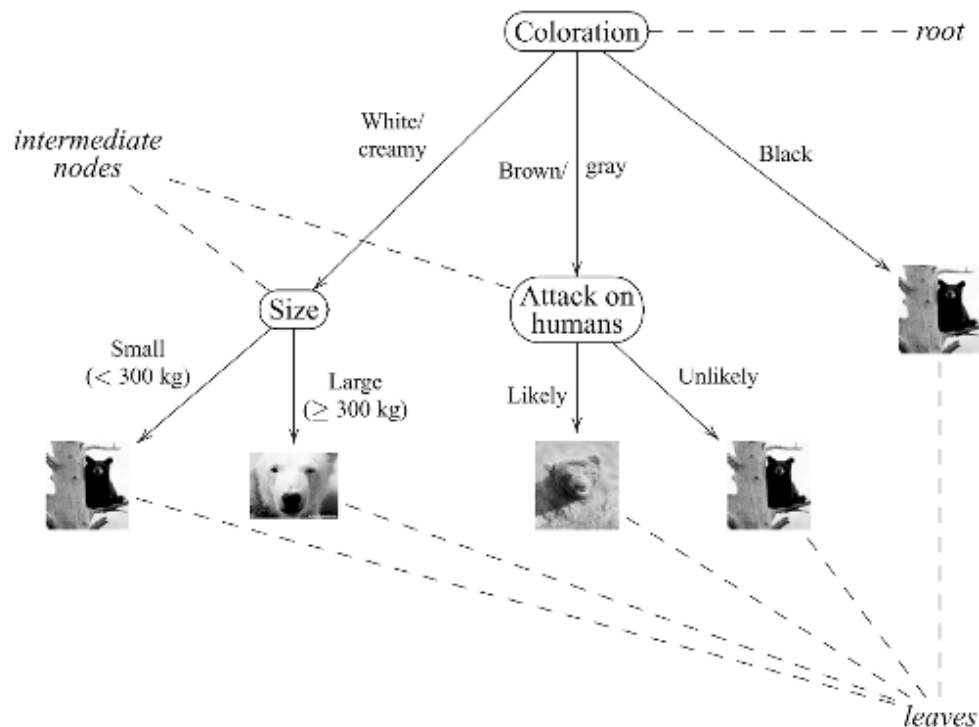 Coloration
root
White/
creamy
intermediate
nodes
Brown/ gray
Black
Size
Attack on
humans
Small
(< 300 kg)
Large
(≥ 300 kg)
Likely
Unlikely
leaves